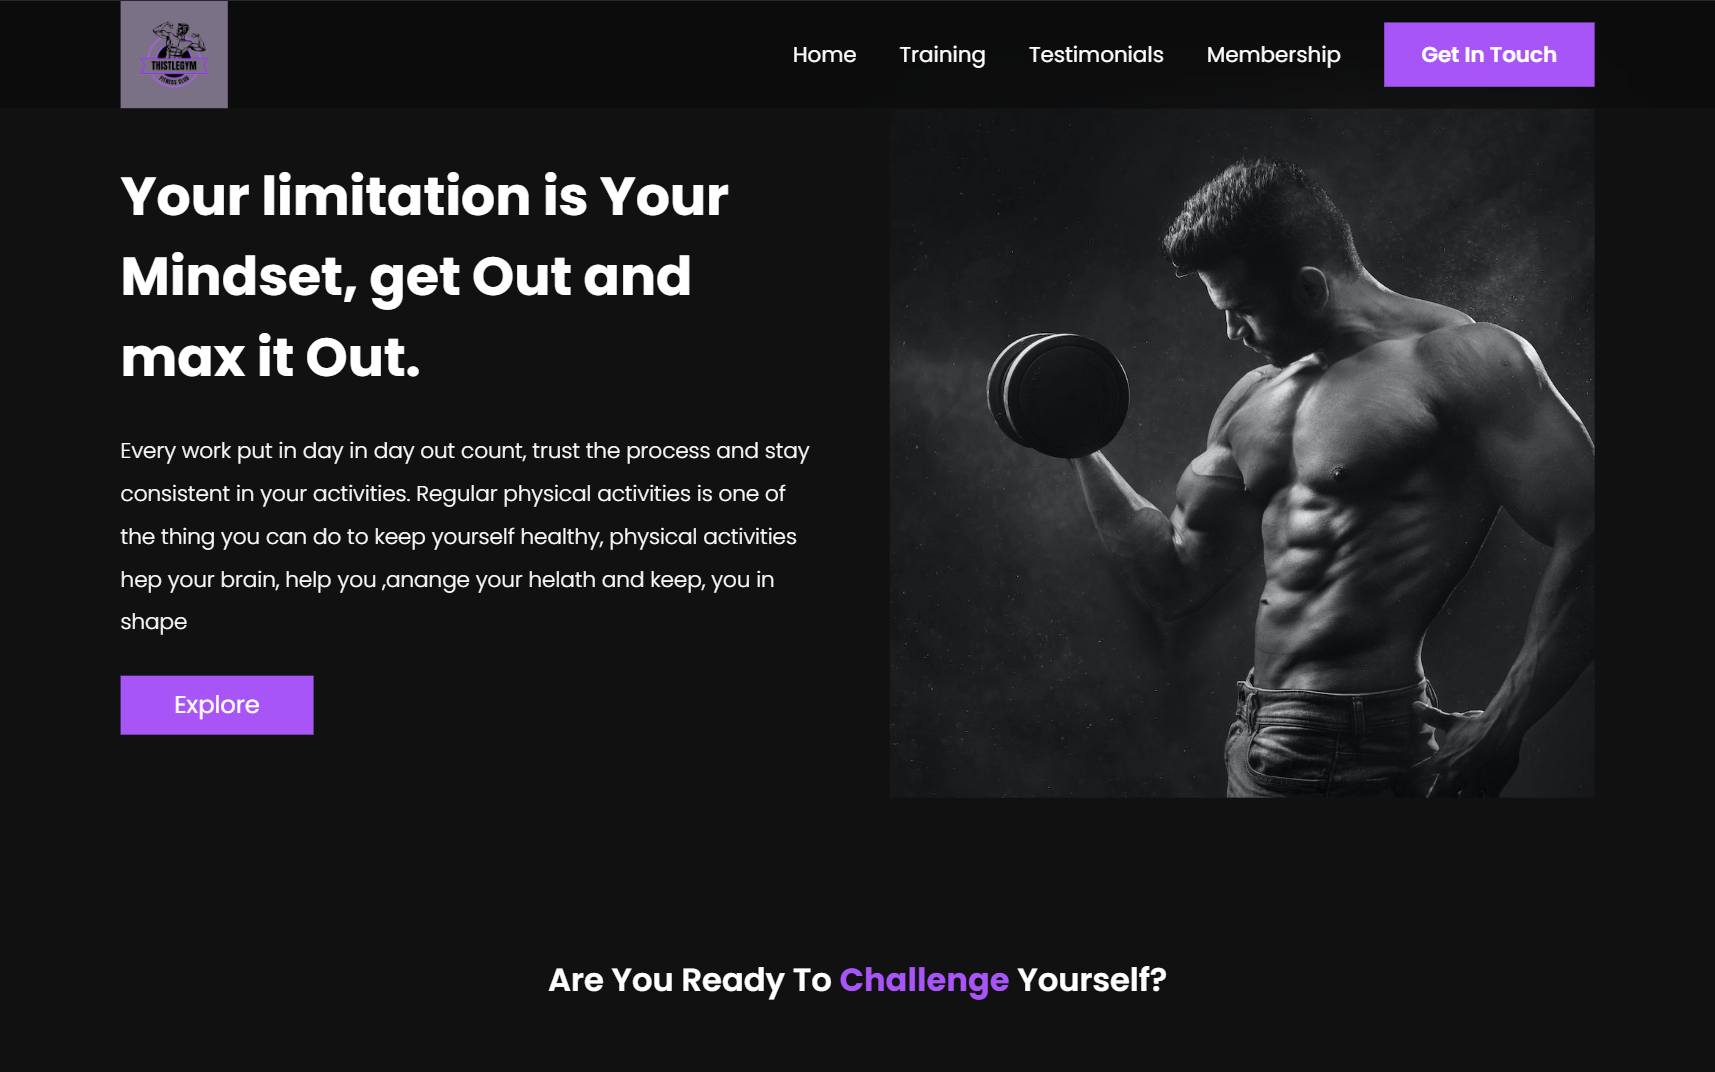 THISTLEGYM
FITNESS CLUB
Home Training Testimonials Membership Get In Touch
Your limitation is Your
Mindset, get Out and
max it Out.
Every work put in day in day out count, trust the process and stay
consistent in your activities. Regular physical activities is one of
the thing you can do to keep yourself healthy, physical activities
hep your brain, help you ,anange your helath and keep, you in
shape
Explore
Are You Ready To Challenge Yourself?